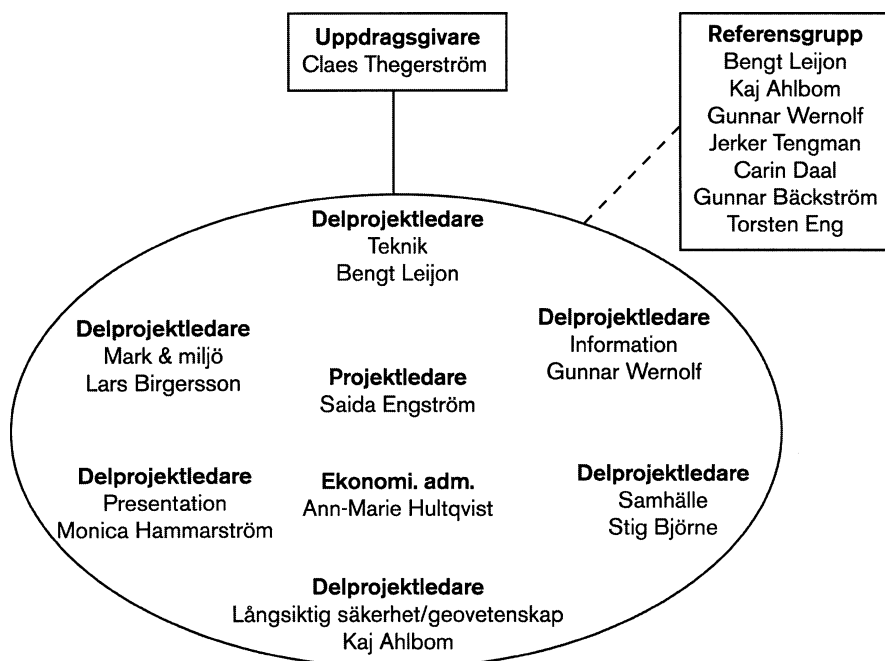 Uppdragsgivare
Claes Thegerström
Referensgrupp
Bengt Leijon
Kaj Ahlbom
Gunnar Wernolf
Jerker Tengman
Carin Daal
Gunnar Bäckström
Torsten Eng
Delprojektledare
Teknik
Bengt Leijon
Delprojektledare
Mark & miljö
Lars Birgersson
Delprojektledare
Information
Gunnar Wernolf
Projektledare
Saida Engström
Delprojektledare
Presentation
Monica Hammarström
Ekonomi. adm.
Ann-Marie Hultqvist
Delprojektledare
Samhälle
Stig Björne
Delprojektledare
Långsiktig säkerhet/geovetenskap
Kaj Ahlbom